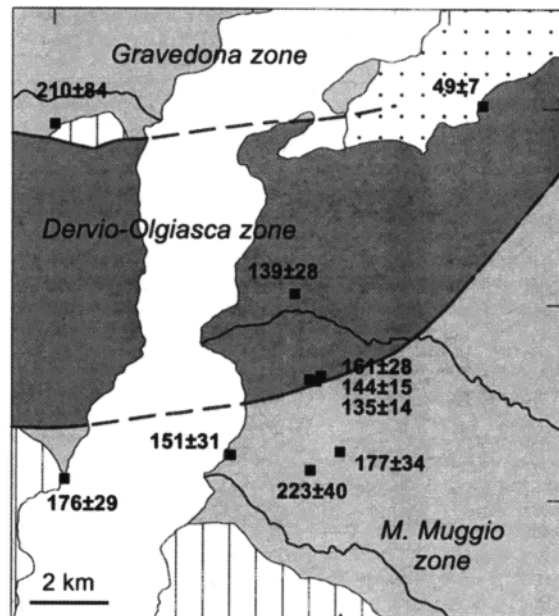 Gravedona zone
210±84
49±7
Dervio-Olgiasca zone
139±28
161±28
144±15
135±14
151±31
177±34
223±40
176±29
M. Muggio
zone
2 km